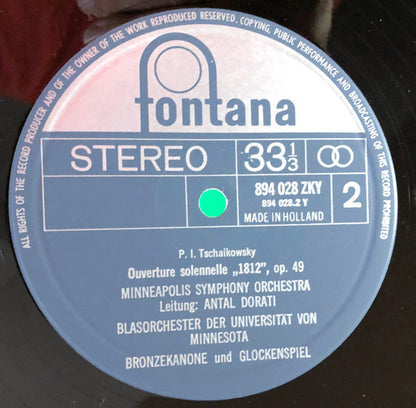 ALL RIGHTS OF THE RECORD PRODUCER AND OF THE OWNER OF THE WORK REPRODUCED RESERVED. COPYING, PUBLIC PERFORMANCE AND BROADCASTING OF THIS RECORD PROHIBITED
fontana
STEREO 33 1/3
894 028 ZKY
894 028.2 Y
MADE IN HOLLAND
2
P. I. Tschaikowsky
Ouverture solennelle „1812”, op. 49
MINNEAPOLIS SYMPHONY ORCHESTRA
Leitung: ANTAL DORATI
BLASORCHESTER DER UNIVERSITÄT VON
MINNESOTA
BRONZEKANONE und GLOCKENSPIEL